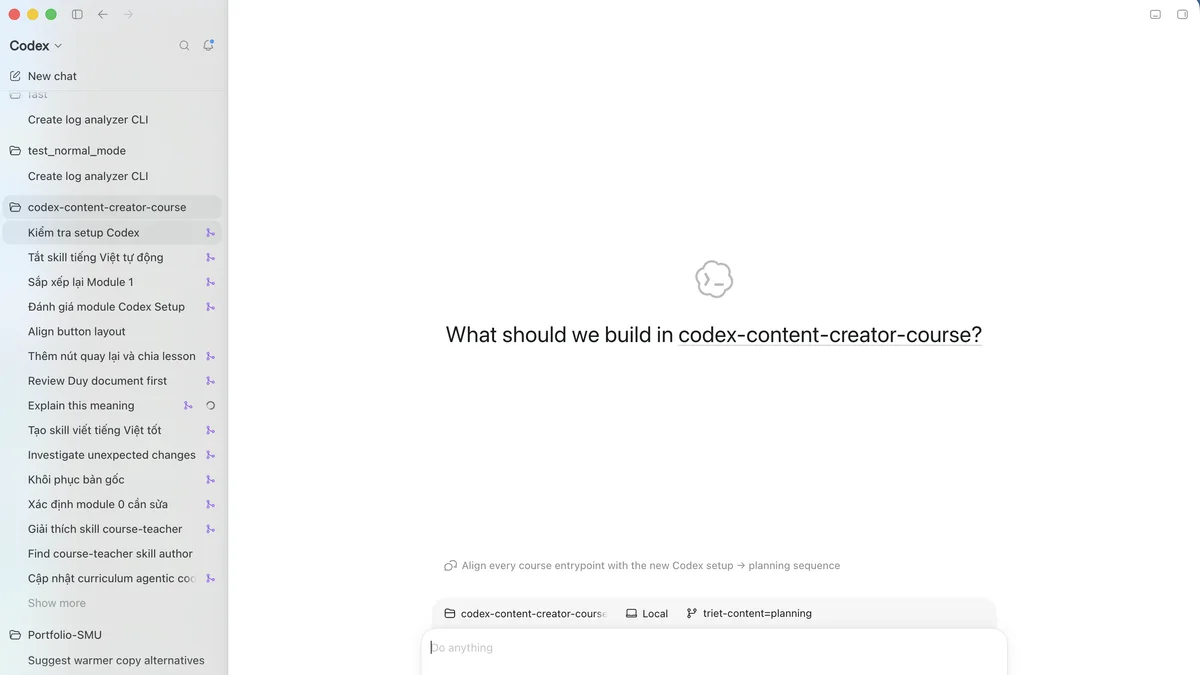 Codex
New chat
fast
Create log analyzer CLI
test_normal_mode
Create log analyzer CLI
codex-content-creator-course
Kiểm tra setup Codex
Tắt skill tiếng Việt tự động
Sắp xếp lại Module 1
Đánh giá module Codex Setup
Align button layout
Thêm nút quay lại và chia lesson
Review Duy document first
Explain this meaning
Tạo skill viết tiếng Việt tốt
Investigate unexpected changes
Khôi phục bản gốc
Xác định module 0 cần sửa
Giải thích skill course-teacher
Find course-teacher skill author
Cập nhật curriculum agentic coc
Show more
Portfolio-SMU
Suggest warmer copy alternatives
What should we build in codex-content-creator-course?
Align every course entrypoint with the new Codex setup → planning sequence
codex-content-creator-course Local triet-content=planning
Do anything